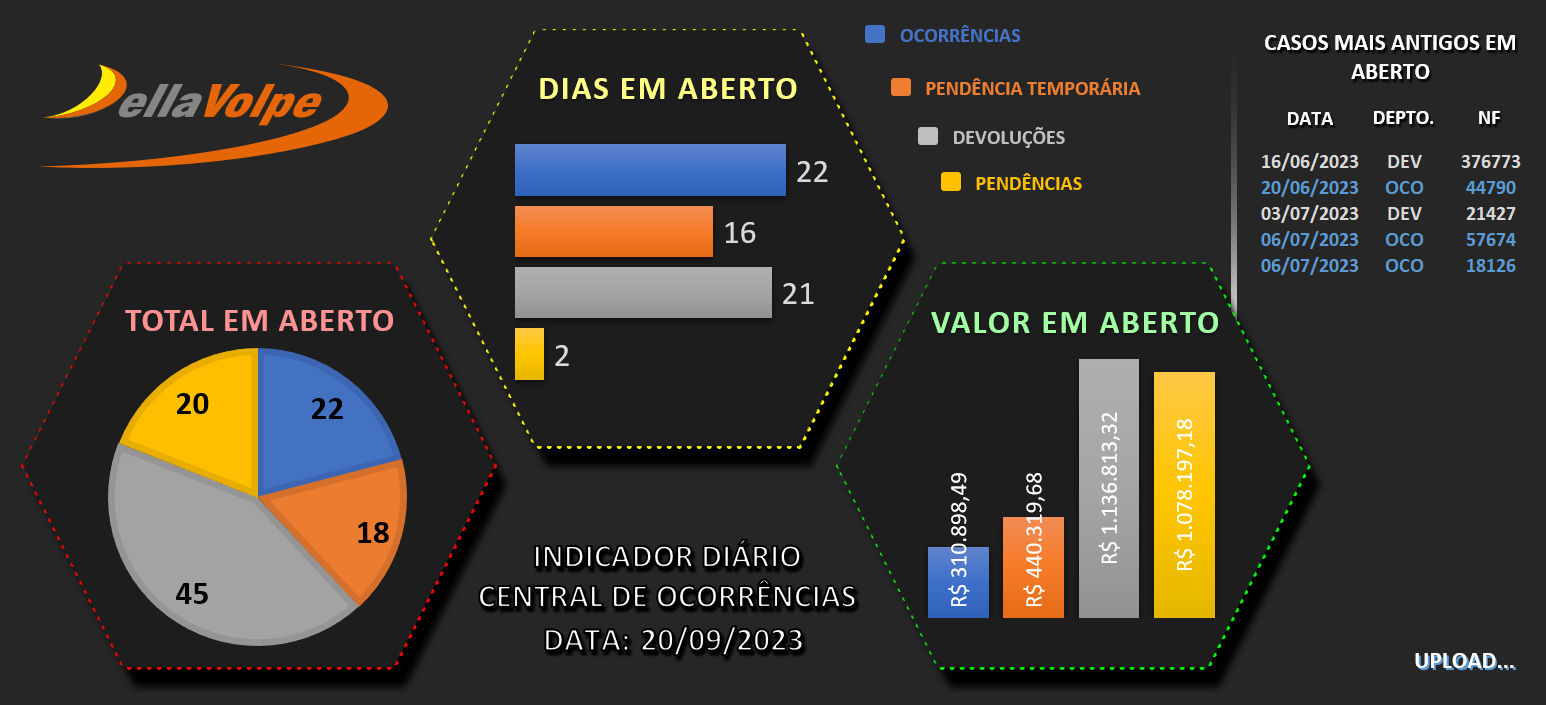 ellaVolpe
DIAS EM ABERTO
22
16
21
2
OCORRÊNCIAS
PENDÊNCIA TEMPORÁRIA
DEVOLUÇÕES
PENDÊNCIAS
CASOS MAIS ANTIGOS EM
ABERTO
DATA DEPTO. NF
16/06/2023 DEV 376773
20/06/2023 OCO 44790
03/07/2023 DEV 21427
06/07/2023 OCO 57674
06/07/2023 OCO 18126
TOTAL EM ABERTO
20
22
18
45
INDICADOR DIÁRIO
CENTRAL DE OCORRÊNCIAS
DATA: 20/09/2023
VALOR EM ABERTO
R$ 310.898,49
R$ 440.319,68
R$ 1.136.813,32
R$ 1.078.197,18
UPLOAD...